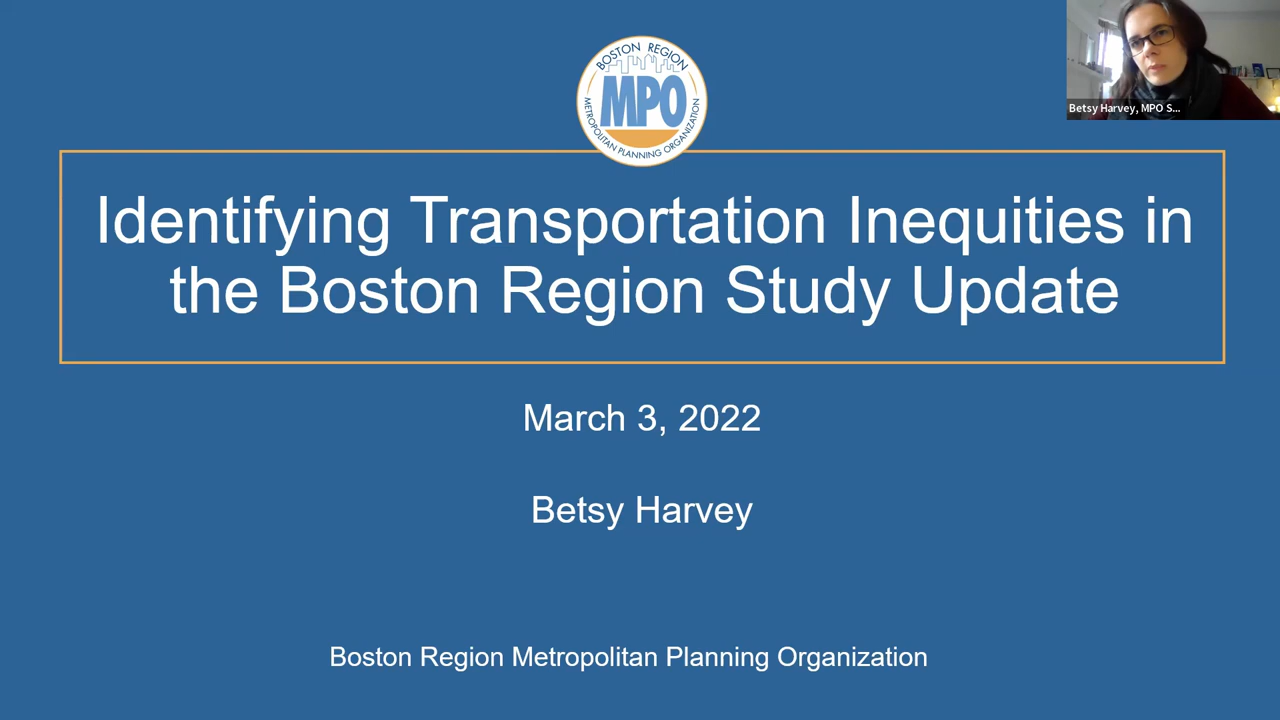 BOSTON REGION
MPO
METROPOLITAN PLANNING ORGANIZATION
Betsy Harvey, MPO S...
Identifying Transportation Inequities in
the Boston Region Study Update
March 3, 2022
Betsy Harvey
Boston Region Metropolitan Planning Organization